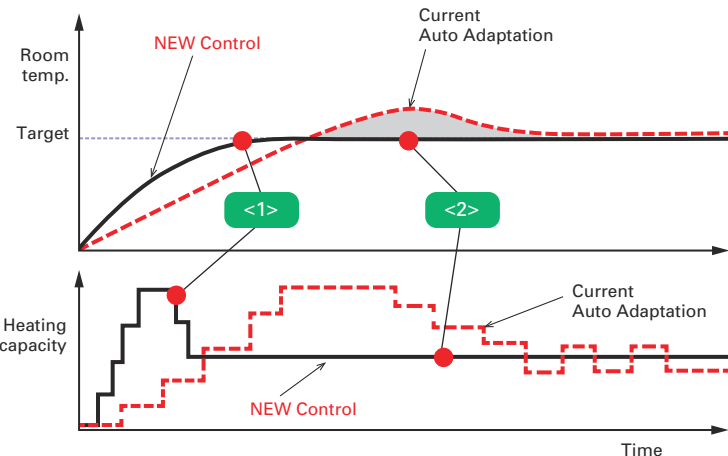 Current
Auto Adaptation
NEW Control
Room
temp.
Target
<1>
<2>
Current
Auto Adaptation
Heating
capacity
NEW Control
Time